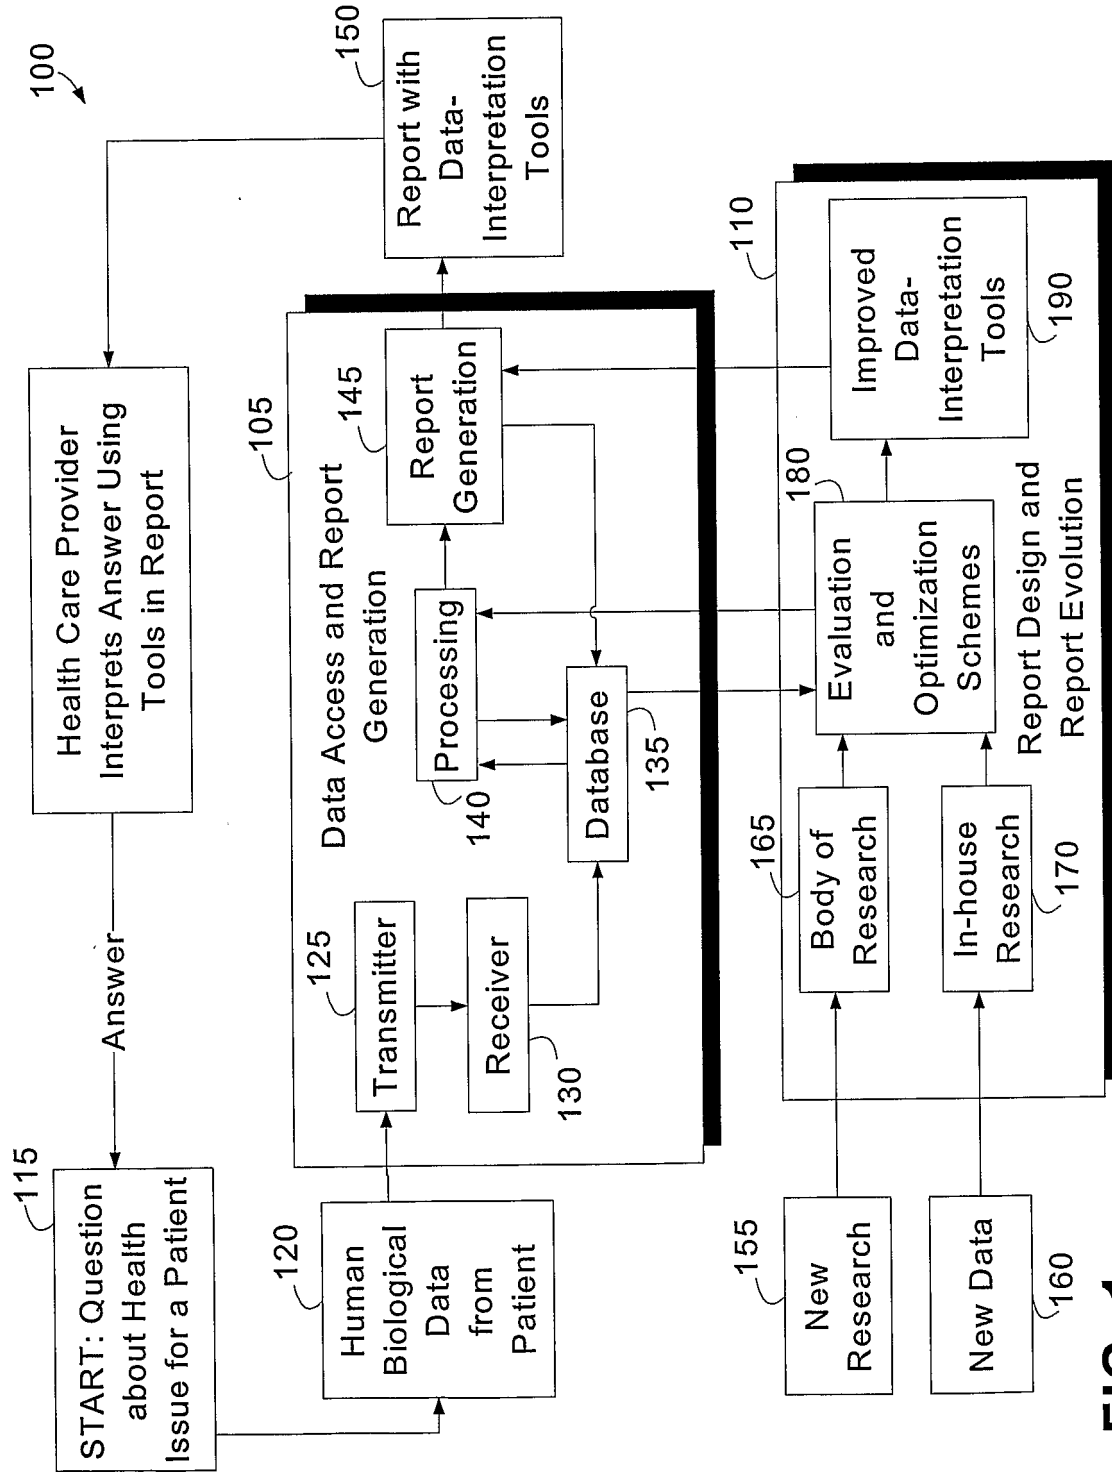 100
START: Question
about Health
Issue for a Patient
115
Answer
Health Care Provider
Interprets Answer Using
Tools in Report
Human
Biological
Data
from
Patient
120
105
Data Access and Report
Generation
Transmitter
125
Receiver
130
Database
135
Processing
140
Report
Generation
145
Report with
Data-
Interpretation
Tools
150
New
Research
155
New Data
160
110
Body of
Research
165
In-house
Research
170
Evaluation
and
Optimization
Schemes
180
Improved
Data-
Interpretation
Tools
190
Report Design and
Report Evolution